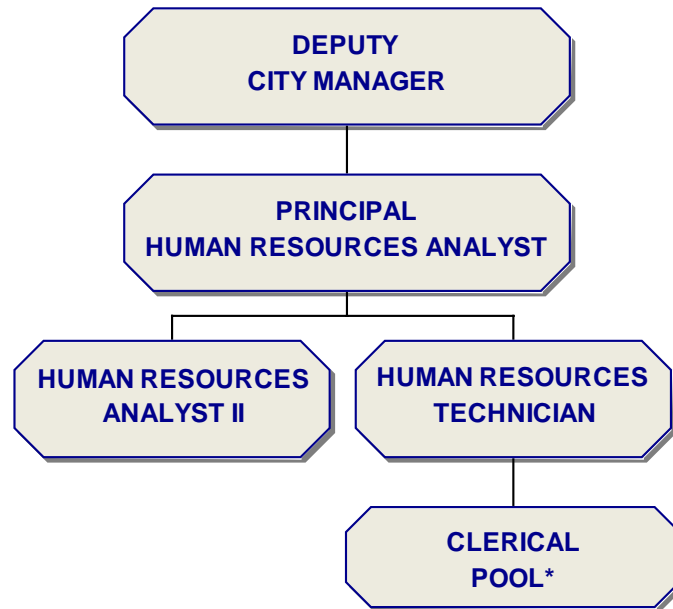 DEPUTY
CITY MANAGER
PRINCIPAL
HUMAN RESOURCES ANALYST
HUMAN RESOURCES
ANALYST II
HUMAN RESOURCES
TECHNICIAN
CLERICAL
POOL*